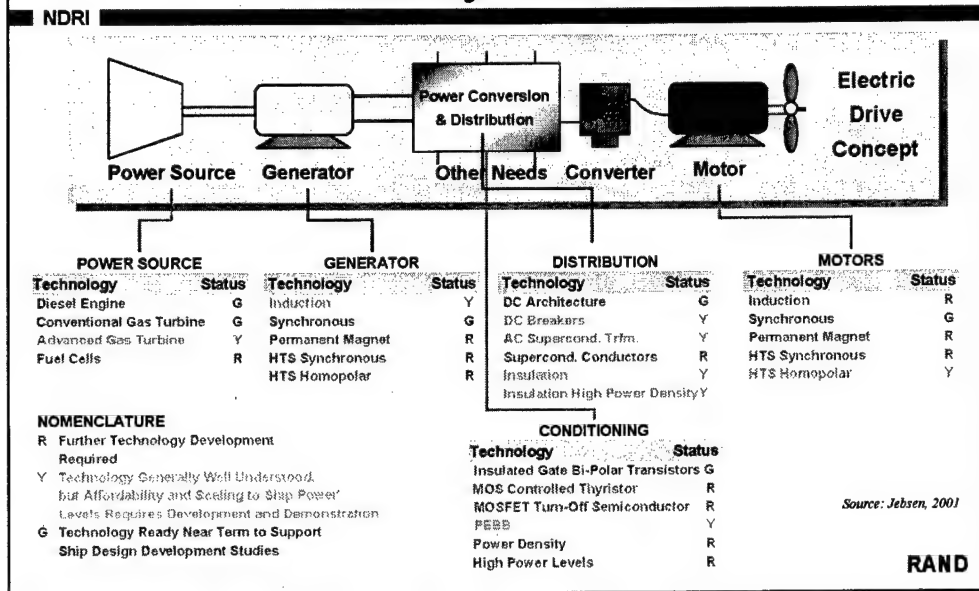 NDRI
Power Conversion
& Distribution
Electric
Drive
Concept
Power Source
Generator
Other Needs
Converter
Motor
POWER SOURCE
Technology Status
Diesel Engine G
Conventional Gas Turbine G
Advanced Gas Turbine Y
Fuel Cells R
GENERATOR
Technology Status
Induction Y
Synchronous G
Permanent Magnet R
HTS Synchronous R
HTS Homopolar R
DISTRIBUTION
Technology Status
DC Architecture G
DC Breakers Y
AC Supercond. Trfm. Y
Supercond. Conductors R
Insulation Y
Insulation High Power Density Y
MOTORS
Technology Status
Induction R
Synchronous G
Permanent Magnet R
HTS Synchronous R
HTS Homopolar Y
NOMENCLATURE
R Further Technology Development
Required
Y Technology Generally Well Understood,
but Affordability and Scaling to Ship Power
Levels Requires Development and Demonstration
G Technology Ready Near Term to Support
Ship Design Development Studies
CONDITIONING
Technology Status
Insulated Gate Bi-Polar Transistors G
MOS Controlled Thyristor R
MOSFET Turn-Off Semiconductor R
PEBB Y
Power Density R
High Power Levels R
Source: Jebsen, 2001
RAND